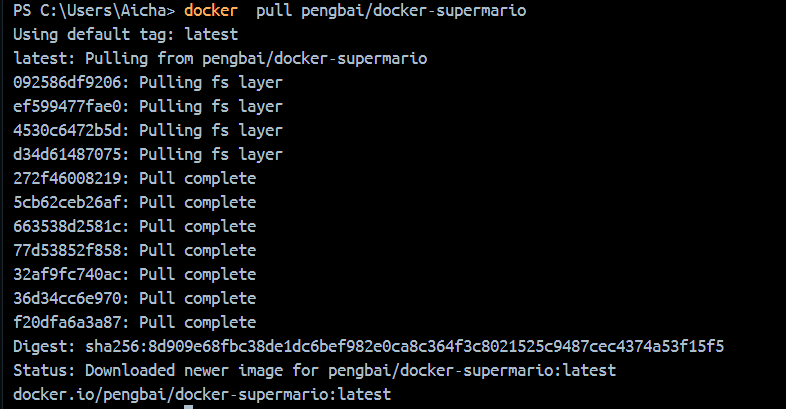 PS C:\Users\Aicha> docker  pull pengbai/docker-supermario
Using default tag: latest
latest: Pulling from pengbai/docker-supermario
092586df9206: Pulling fs layer
ef599477fae0: Pulling fs layer
4530c6472b5d: Pulling fs layer
d34d61487075: Pulling fs layer
272f46008219: Pull complete
5cb62ceb26af: Pull complete
663538d2581c: Pull complete
77d53852f858: Pull complete
32af9fc740ac: Pull complete
36d34cc6e970: Pull complete
f20dfa6a3a87: Pull complete
Digest: sha256:8d909e68fbc38de1dc6bef982e0ca8c364f3c8021525c9487cec4374a53f15f5
Status: Downloaded newer image for pengbai/docker-supermario:latest
docker.io/pengbai/docker-supermario:latest